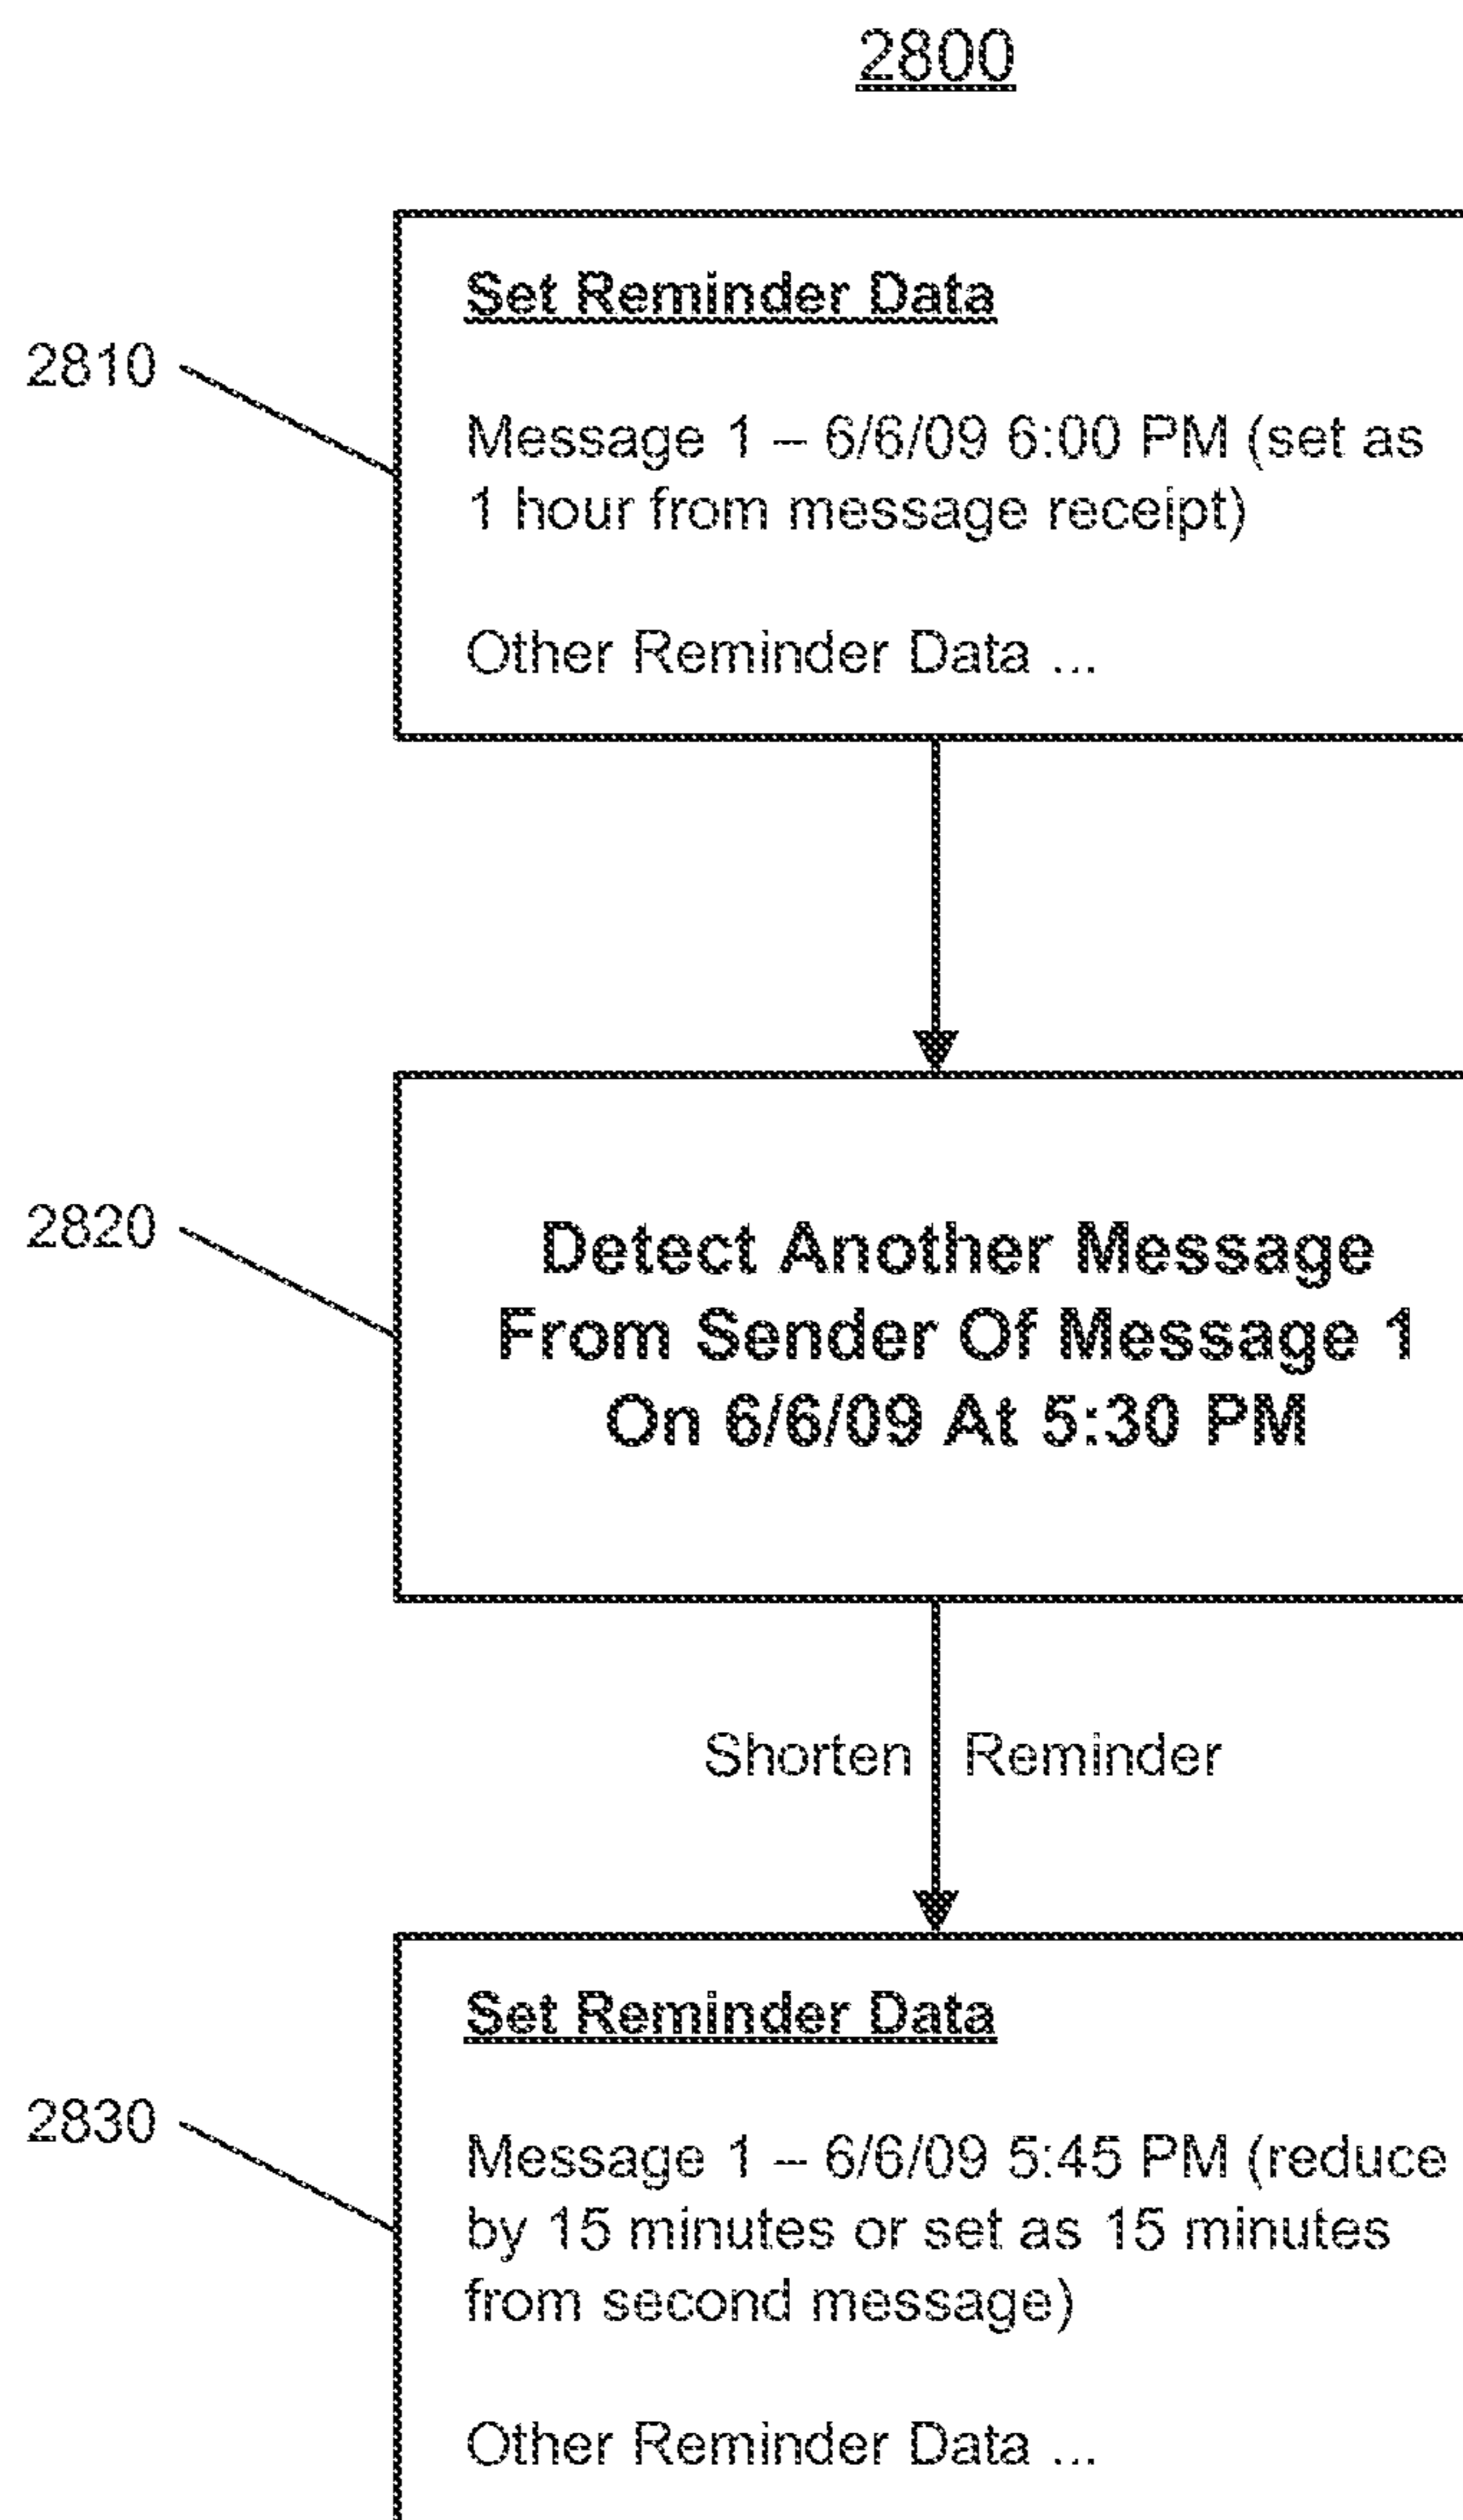 2800
Set Reminder Data
2810
Message 1 – 6/6/09 6:00 PM (set as
1 hour from message receipt)
Other Reminder Data ...
2820
Detect Another Message
From Sender Of Message 1
On 6/6/09 At 5:30 PM
Shorten Reminder
Set Reminder Data
2830
Message 1 – 6/6/09 5:45 PM (reduce
by 15 minutes or set as 15 minutes
from second message)
Other Reminder Data ...